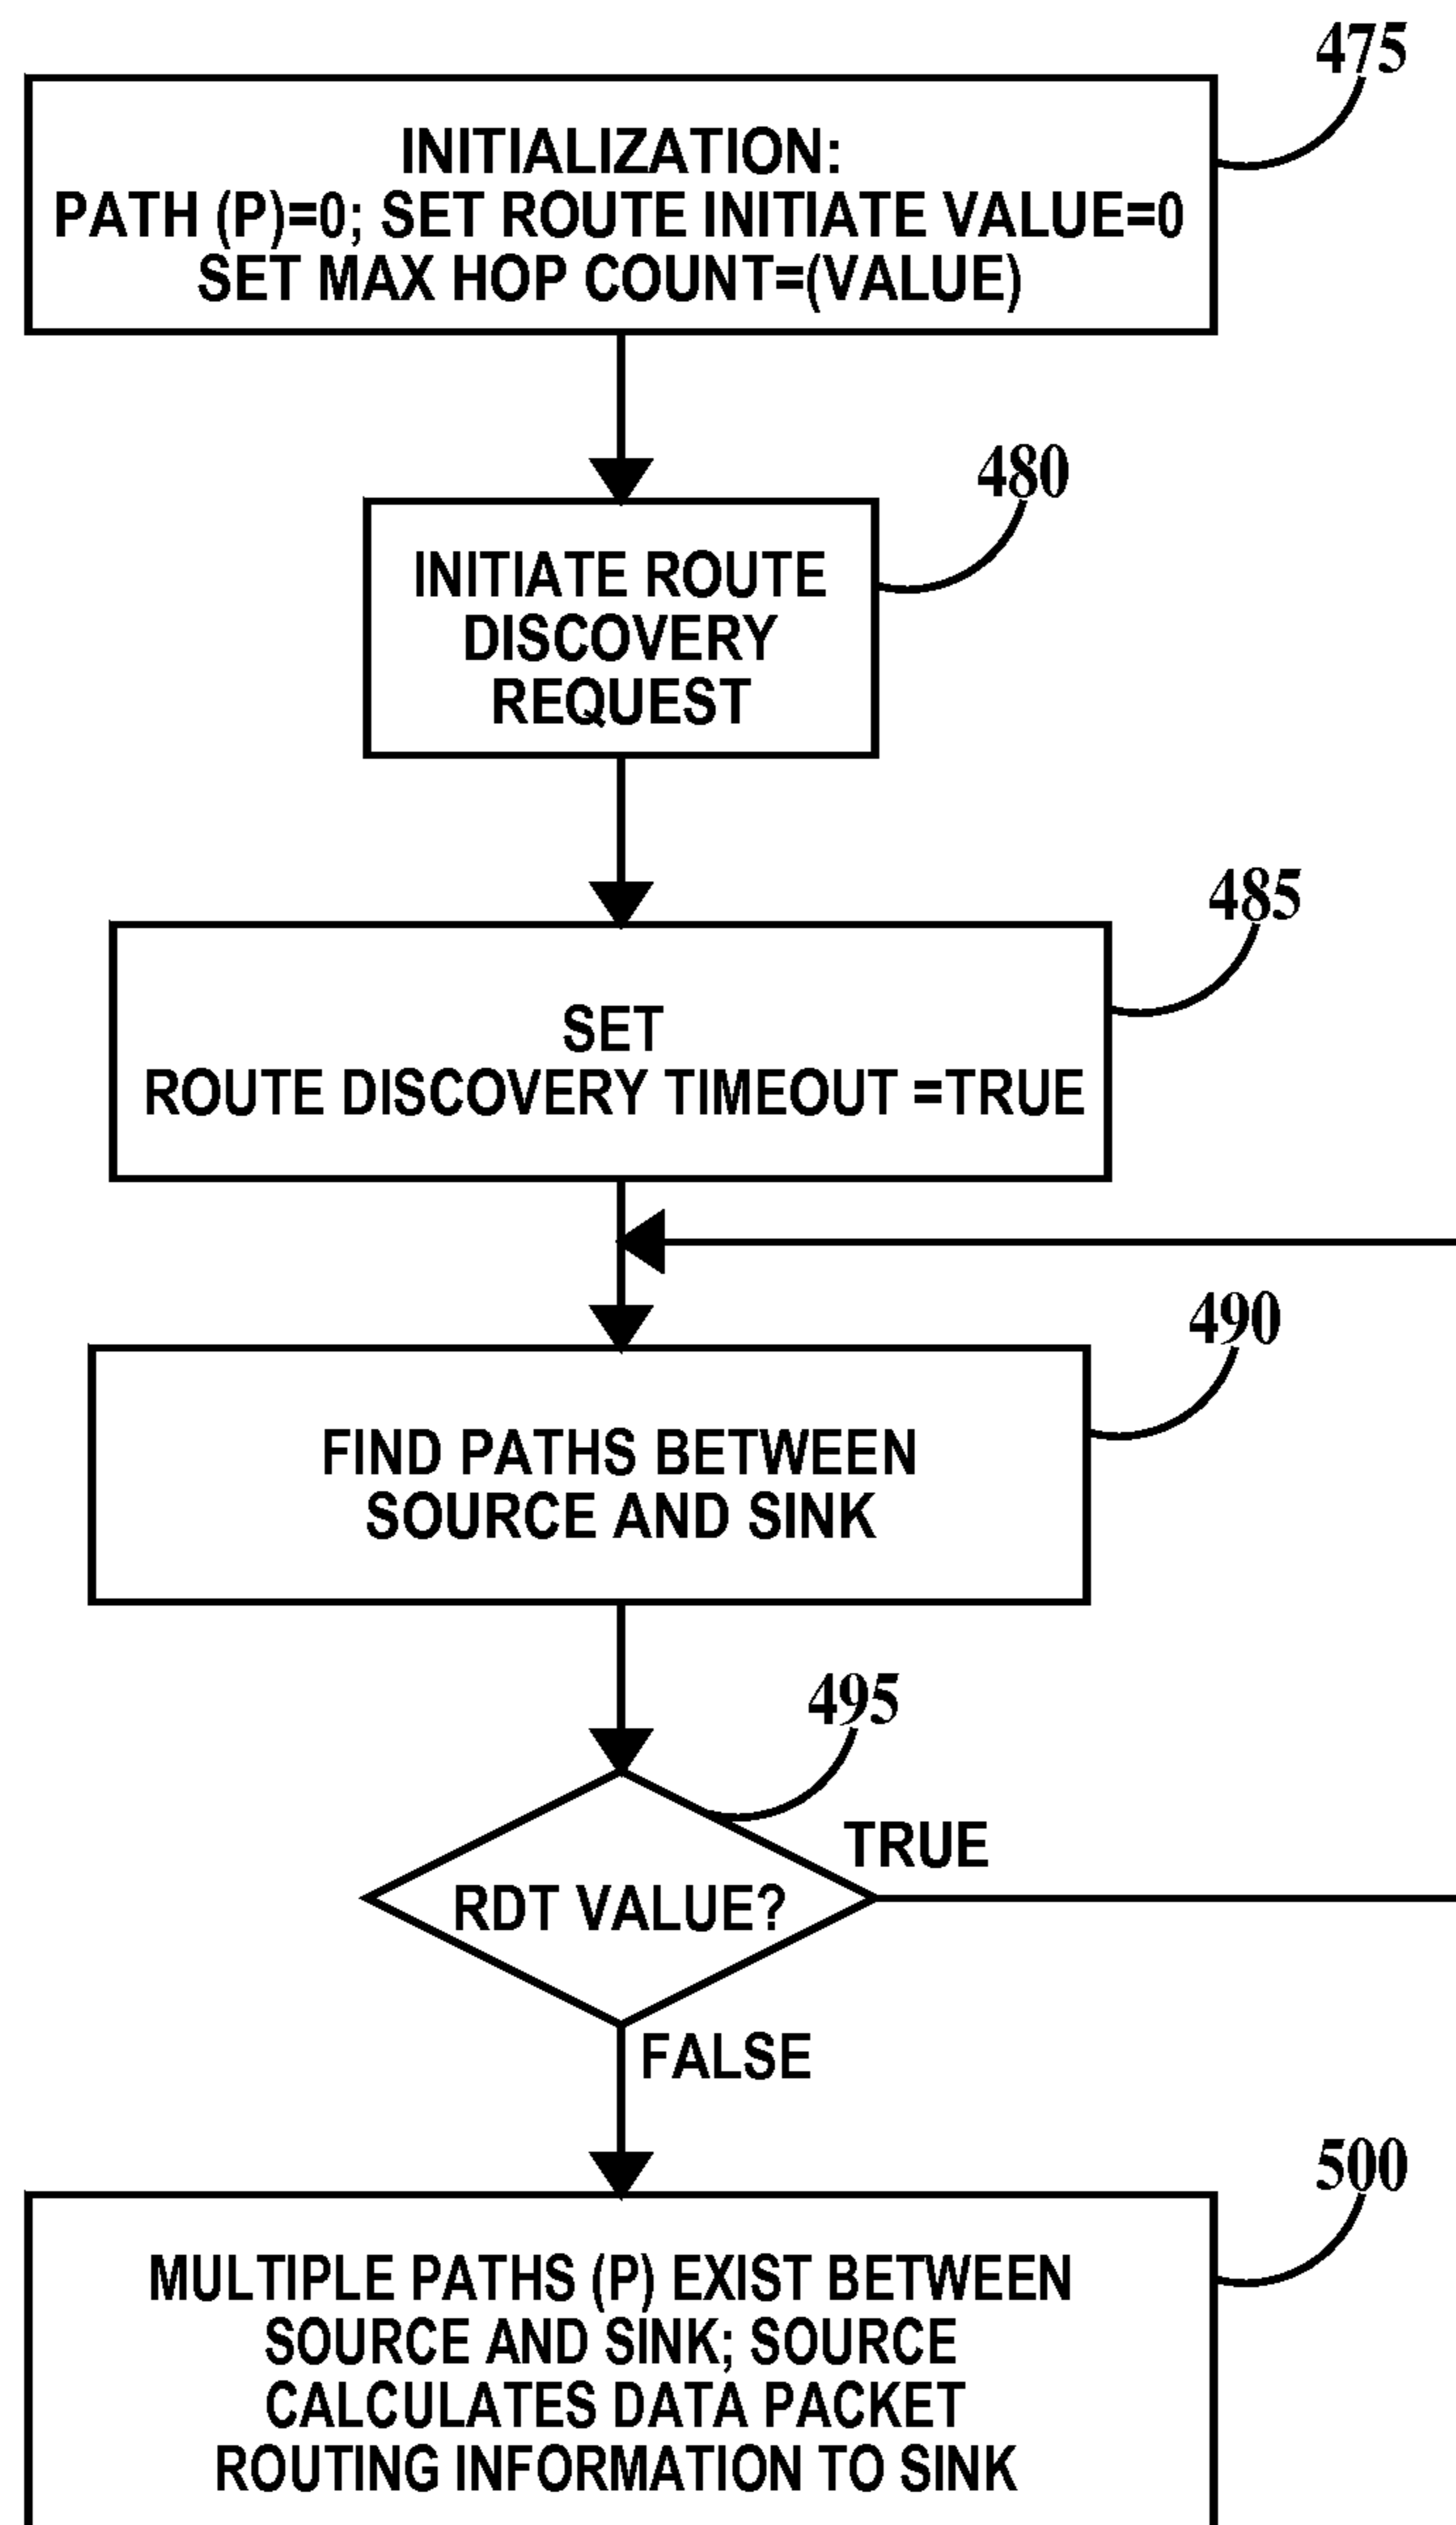 475
INITIALIZATION:
PATH (P)=0; SET ROUTE INITIATE VALUE=0
SET MAX HOP COUNT=(VALUE)
480
INITIATE ROUTE
DISCOVERY
REQUEST
485
SET
ROUTE DISCOVERY TIMEOUT =TRUE
490
FIND PATHS BETWEEN
SOURCE AND SINK
495
TRUE
RDT VALUE?
FALSE
500
MULTIPLE PATHS (P) EXIST BETWEEN
SOURCE AND SINK; SOURCE
CALCULATES DATA PACKET
ROUTING INFORMATION TO SINK